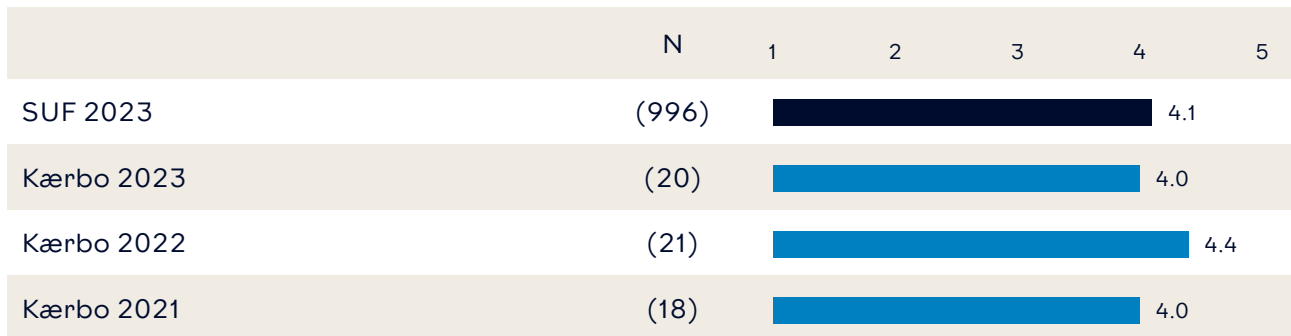 N 1 2 3 4 5
SUF 2023 (996) 4.1
Kærbo 2023 (20) 4.0
Kærbo 2022 (21) 4.4
Kærbo 2021 (18) 4.0